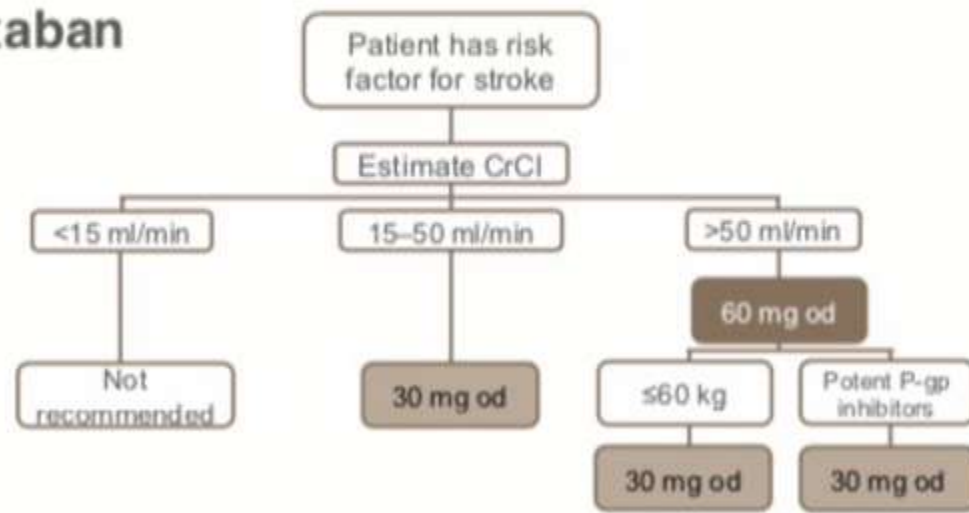 aban
Patient has risk
factor for stroke
Estimate CrCl
<15 ml/min
15–50 ml/min
>50 ml/min
60 mg od
Not
recommended
30 mg od
≤60 kg
Potent P-gp
inhibitors
30 mg od
30 mg od